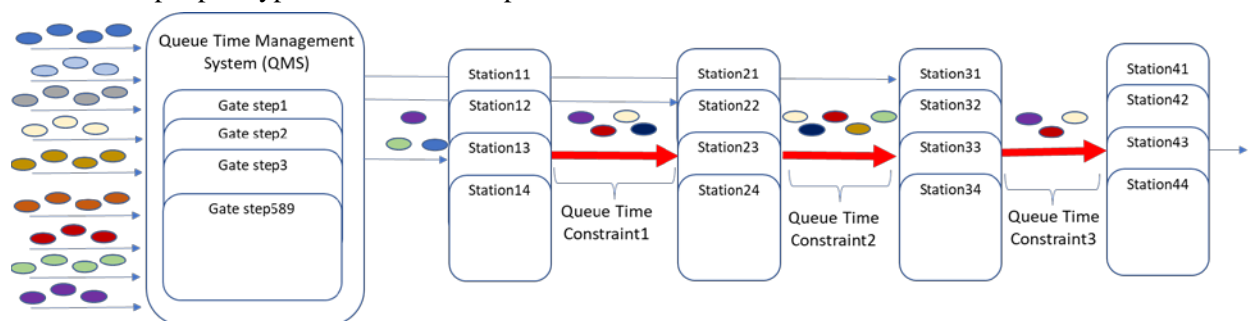 Queue Time Management
System (QMS)
Gate step1
Gate step2
Gate step3
Gate step589
Station11
Station12
Station13
Station14
Queue Time
Constraint1
Station21
Station22
Station23
Station24
Queue Time
Constraint2
Station31
Station32
Station33
Station34
Queue Time
Constraint3
Station41
Station42
Station43
Station44